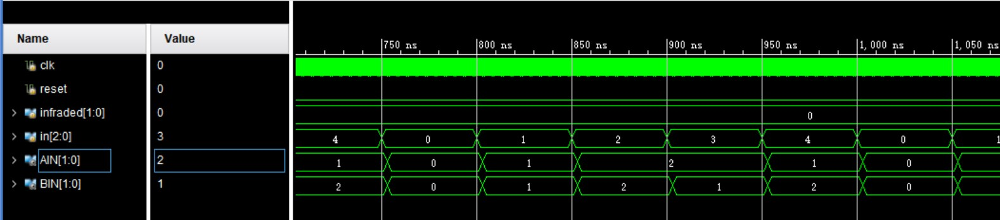 Name Value
750 ns 800 ns 850 ns 900 ns 950 ns 1,000 ns 1,050 ns
clk 0
reset 0
infraded[1:0] 0 0
in[2:0] 3 4 0 1 2 3 4 0 1
AIN[1:0] 2 1 0 1 2 1 0
BIN[1:0] 1 2 0 1 2 1 2 0